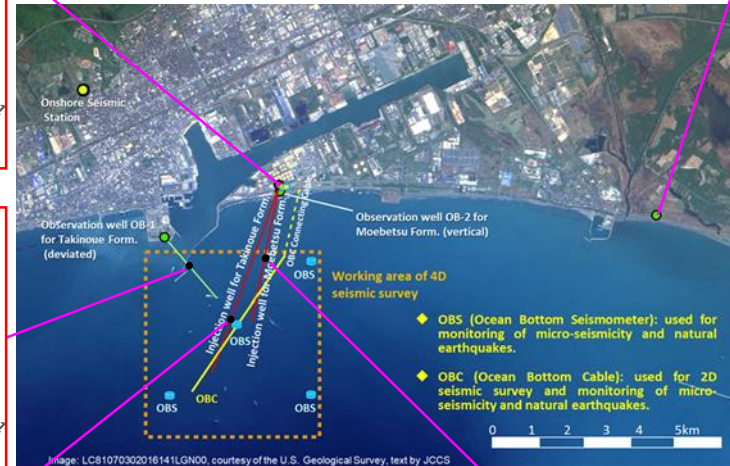 Onshore Seismic
Station
Observation well OB-1
for Takinoue Form.
(deviated)
Injection well for Takinoue Form.
Injection well for Moebetsu Form.
OBC Connecting Cable
Observation well OB-2 for
Moebetsu Form. (vertical)
Working area of 4D
seismic survey
OBS
OBS
OBS
OBS
OBC
◆ OBS (Ocean Bottom Seismometer): used for
monitoring of micro-seismicity and natural
earthquakes.
◆ OBC (Ocean Bottom Cable): used for 2D
seismic survey and monitoring of micro-
seismicity and natural earthquakes.
0 1 2 3 4 5km
Image: LC81070302016141LGN00, courtesy of the U.S. Geological Survey, text by JCCS